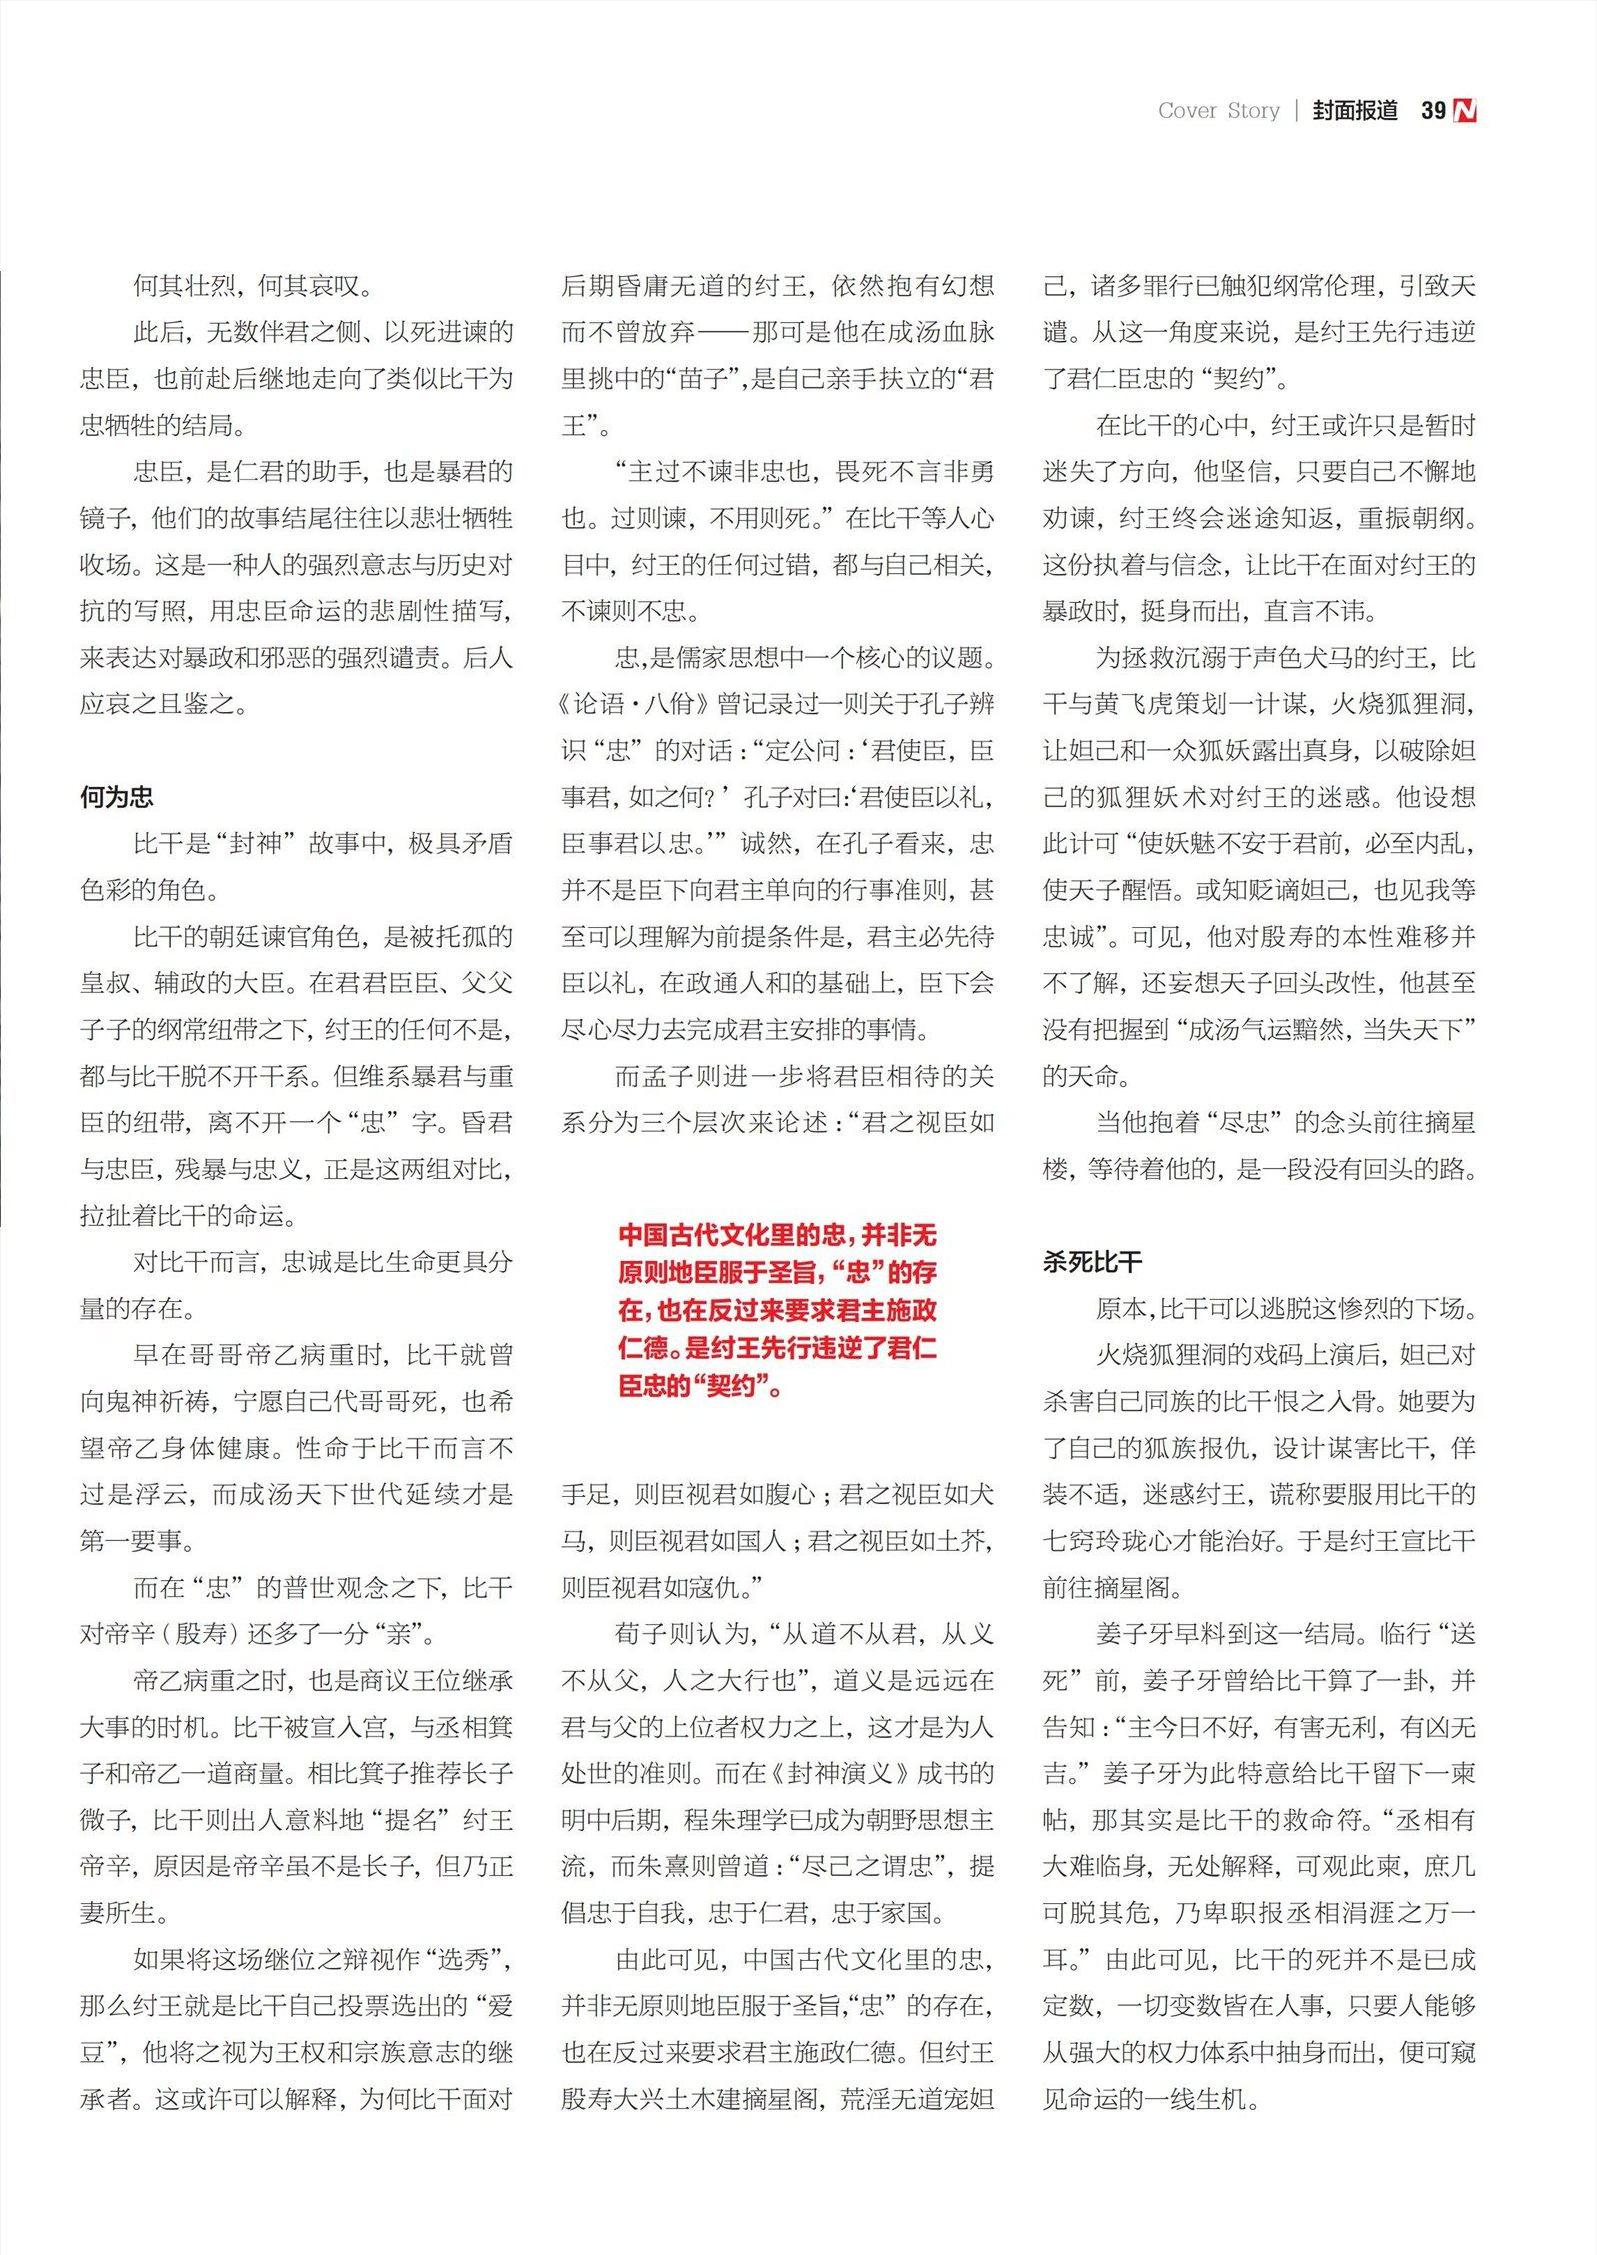 Cover Story | 封面报道 39 N
何其壮烈，何其哀叹。
此后，无数伴君之侧、以死进谏的
忠臣，也前赴后继地走向了类似比干为
忠牺牲的结局。
忠臣，是仁君的助手，也是暴君的
镜子，他们的故事结尾往往以悲壮牺牲
收场。这是一种人的强烈意志与历史对
抗的写照，用忠臣命运的悲剧性描写，
来表达对暴政和邪恶的强烈谴责。后人
应哀之且鉴之。
何为忠
比干是“封神”故事中，极具矛盾
色彩的角色。
比干的朝廷谏官角色，是被托孤的
皇叔、辅政的大臣。在君君臣臣、父父
子子的纲常纽带之下，纣王的任何不是，
都与比干脱不开干系。但维系暴君与重
臣的纽带，离不开一个“忠”字。昏君
与忠臣，残暴与忠义，正是这两组对比，
拉扯着比干的命运。
对比干而言，忠诚是比生命更具分
量的存在。
早在哥哥帝乙病重时，比干就曾
向鬼神祈祷，宁愿自己代哥哥死，也希
望帝乙身体健康。性命于比干而言不
过是浮云，而成汤天下世代延续才是
第一要事。
而在“忠”的普世观念之下，比干
对帝辛（殷寿）还多了一分“亲”。
帝乙病重之时，也是商议王位继承
大事的时机。比干被宣入宫，与丞相箕
子和帝乙一道商量。相比箕子推荐长子
微子，比干则出人意料地“提名”纣王
帝辛，原因是帝辛虽不是长子，但乃正
妻所生。
如果将这场继位之辩视作“选秀”，
那么纣王就是比干自己投票选出的“爱
豆”，他将之视为王权和宗族意志的继
承者。这或许可以解释，为何比干面对
后期昏庸无道的纣王，依然抱有幻想
而不曾放弃——那可是他在成汤血脉
里挑中的“苗子”，是自己亲手扶立的“君
王”。
“主过不谏非忠也，畏死不言非勇
也。过则谏，不用则死。”在比干等人心
目中，纣王的任何过错，都与自己相关，
不谏则不忠。
忠，是儒家思想中一个核心的议题。
《论语·八佾》曾记录过一则关于孔子辨
识“忠”的对话：“定公问：‘君使臣，臣
事君，如之何？’孔子对曰：‘君使臣以礼，
臣事君以忠。’”诚然，在孔子看来，忠
并不是臣下向君主单向的行事准则，甚
至可以理解为前提条件是，君主必先待
臣以礼，在政通人和的基础上，臣下会
尽心尽力去完成君主安排的事情。
而孟子则进一步将君臣相待的关
系分为三个层次来论述：“君之视臣如
中国古代文化里的忠，并非无
原则地臣服于圣旨，“忠”的存
在，也在反过来要求君主施政
仁德。是纣王先行违逆了君仁
臣忠的“契约”。
手足，则臣视君如腹心；君之视臣如犬
马，则臣视君如国人；君之视臣如土芥，
则臣视君如寇仇。”
荀子则认为，“从道不从君，从义
不从父，人之大行也”，道义是远远在
君与父的上位者权力之上，这才是为人
处世的准则。而在《封神演义》成书的
明中后期，程朱理学已成为朝野思想主
流，而朱熹则曾道：“尽己之谓忠”，提
倡忠于自我，忠于仁君，忠于家国。
由此可见，中国古代文化里的忠，
并非无原则地臣服于圣旨，“忠”的存在，
也在反过来要求君主施政仁德。但纣王
殷寿大兴土木建摘星阁，荒淫无道宠妲
己，诸多罪行已触犯纲常伦理，引致天
谴。从这一角度来说，是纣王先行违逆
了君仁臣忠的“契约”。
在比干的心中，纣王或许只是暂时
迷失了方向，他坚信，只要自己不懈地
劝谏，纣王终会迷途知返，重振朝纲。
这份执着与信念，让比干在面对纣王的
暴政时，挺身而出，直言不讳。
为拯救沉溺于声色犬马的纣王，比
干与黄飞虎策划一计谋，火烧狐狸洞，
让妲己和一众狐妖露出真身，以破除妲
己的狐狸妖术对纣王的迷惑。他设想
此计可“使妖魅不安于君前，必至内乱，
使天子醒悟。或知贬谪妲己，也见我等
忠诚”。可见，他对殷寿的本性难移并
不了解，还妄想天子回头改性，他甚至
没有把握到“成汤气运黯然，当失天下”
的天命。
当他抱着“尽忠”的念头前往摘星
楼，等待着他的，是一段没有回头的路。
杀死比干
原本，比干可以逃脱这惨烈的下场。
火烧狐狸洞的戏码上演后，妲己对
杀害自己同族的比干恨之入骨。她要为
了自己的狐族报仇，设计谋害比干，佯
装不适，迷惑纣王，谎称要服用比干的
七窍玲珑心才能治好。于是纣王宣比干
前往摘星阁。
姜子牙早料到这一结局。临行“送
死”前，姜子牙曾给比干算了一卦，并
告知：“主今日不好，有害无利，有凶无
吉。”姜子牙为此特意给比干留下一柬
帖，那其实是比干的救命符。“丞相有
大难临身，无处解释，可观此柬，庶几
可脱其危，乃卑职报丞相涓涯之万一
耳。”由此可见，比干的死并不是已成
定数，一切变数皆在人事，只要人能够
从强大的权力体系中抽身而出，便可窥
见命运的一线生机。